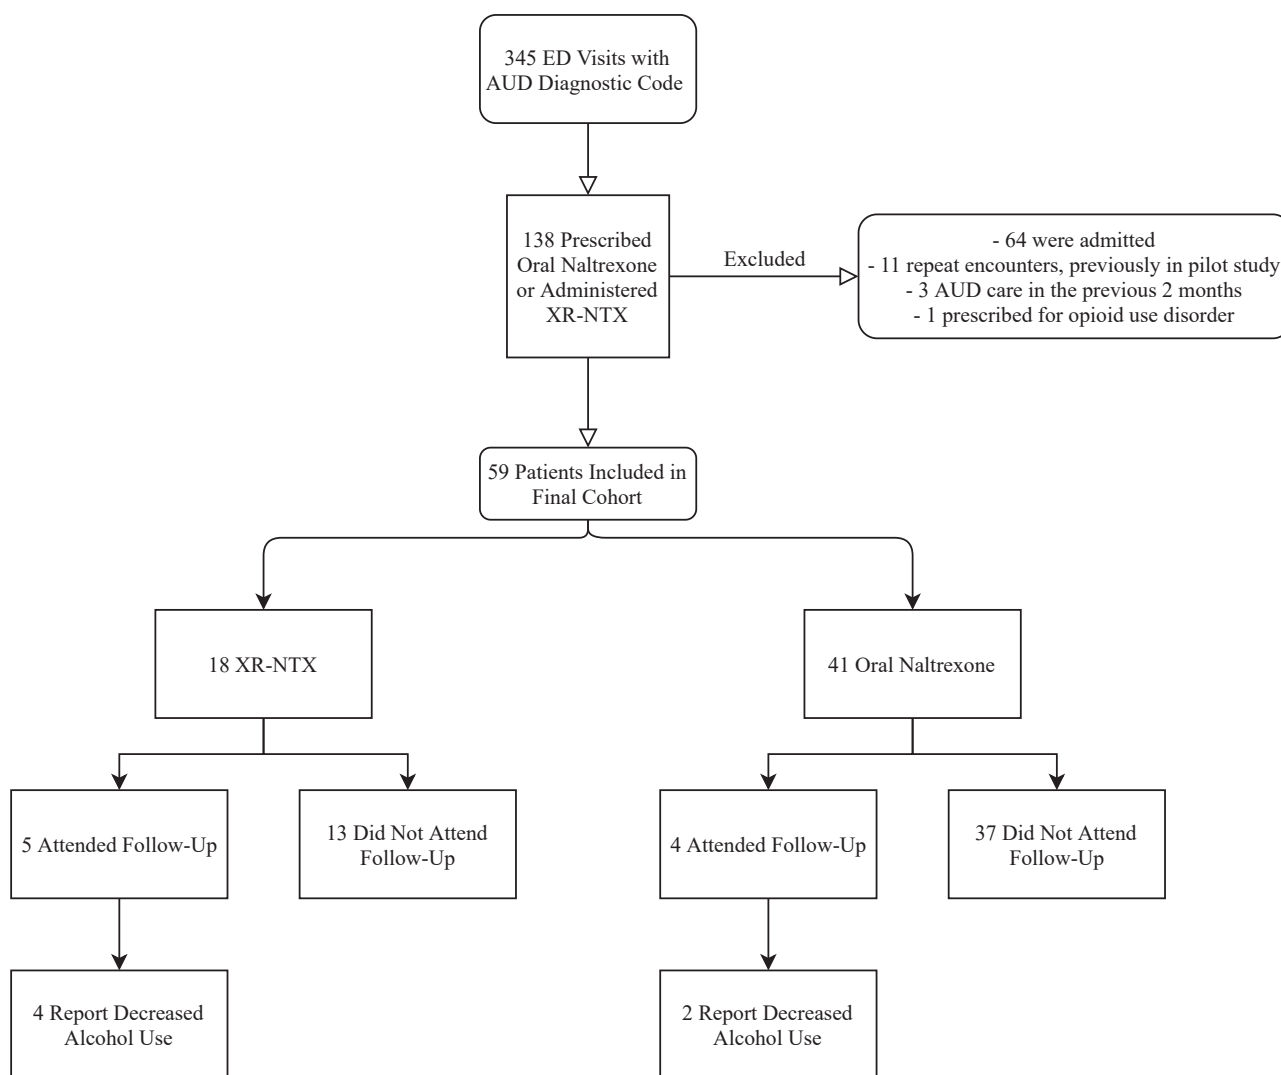 345 ED Visits with
AUD Diagnostic Code
138 Prescribed
Oral Naltrexone
or Administered
XR-NTX
Excluded
- 64 were admitted
- 11 repeat encounters, previously in pilot study
- 3 AUD care in the previous 2 months
- 1 prescribed for opioid use disorder
59 Patients Included in
Final Cohort
18 XR-NTX
41 Oral Naltrexone
5 Attended Follow-Up
13 Did Not Attend
Follow-Up
4 Attended Follow-Up
37 Did Not Attend
Follow-Up
4 Report Decreased
Alcohol Use
2 Report Decreased
Alcohol Use